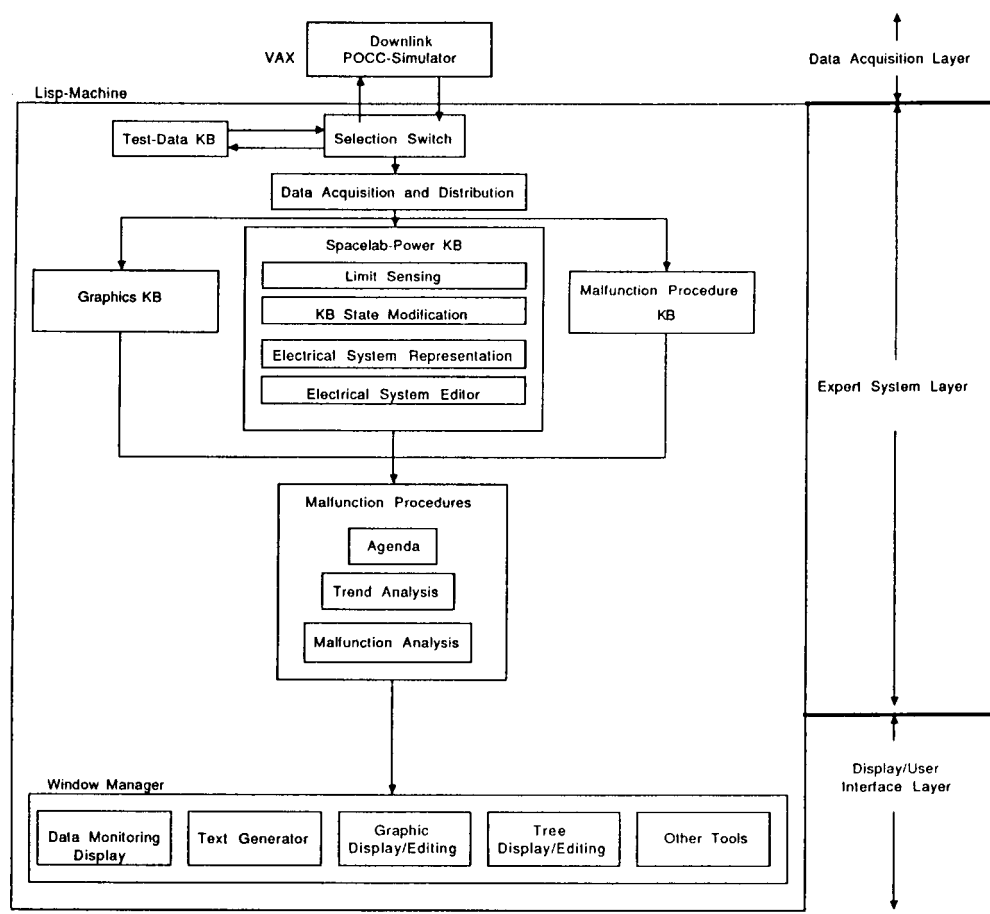 Downlink
POCC-Simulator
VAX
Data Acquisition Layer
Lisp-Machine
Test-Data KB
Selection Switch
Data Acquisition and Distribution
Spacelab-Power KB
Limit Sensing
KB State Modification
Electrical System Representation
Electrical System Editor
Graphics KB
Malfunction Procedure
KB
Expert System Layer
Malfunction Procedures
Agenda
Trend Analysis
Malfunction Analysis
Display/User
Interface Layer
Window Manager
Data Monitoring
Display
Text Generator
Graphic
Display/Editing
Tree
Display/Editing
Other Tools